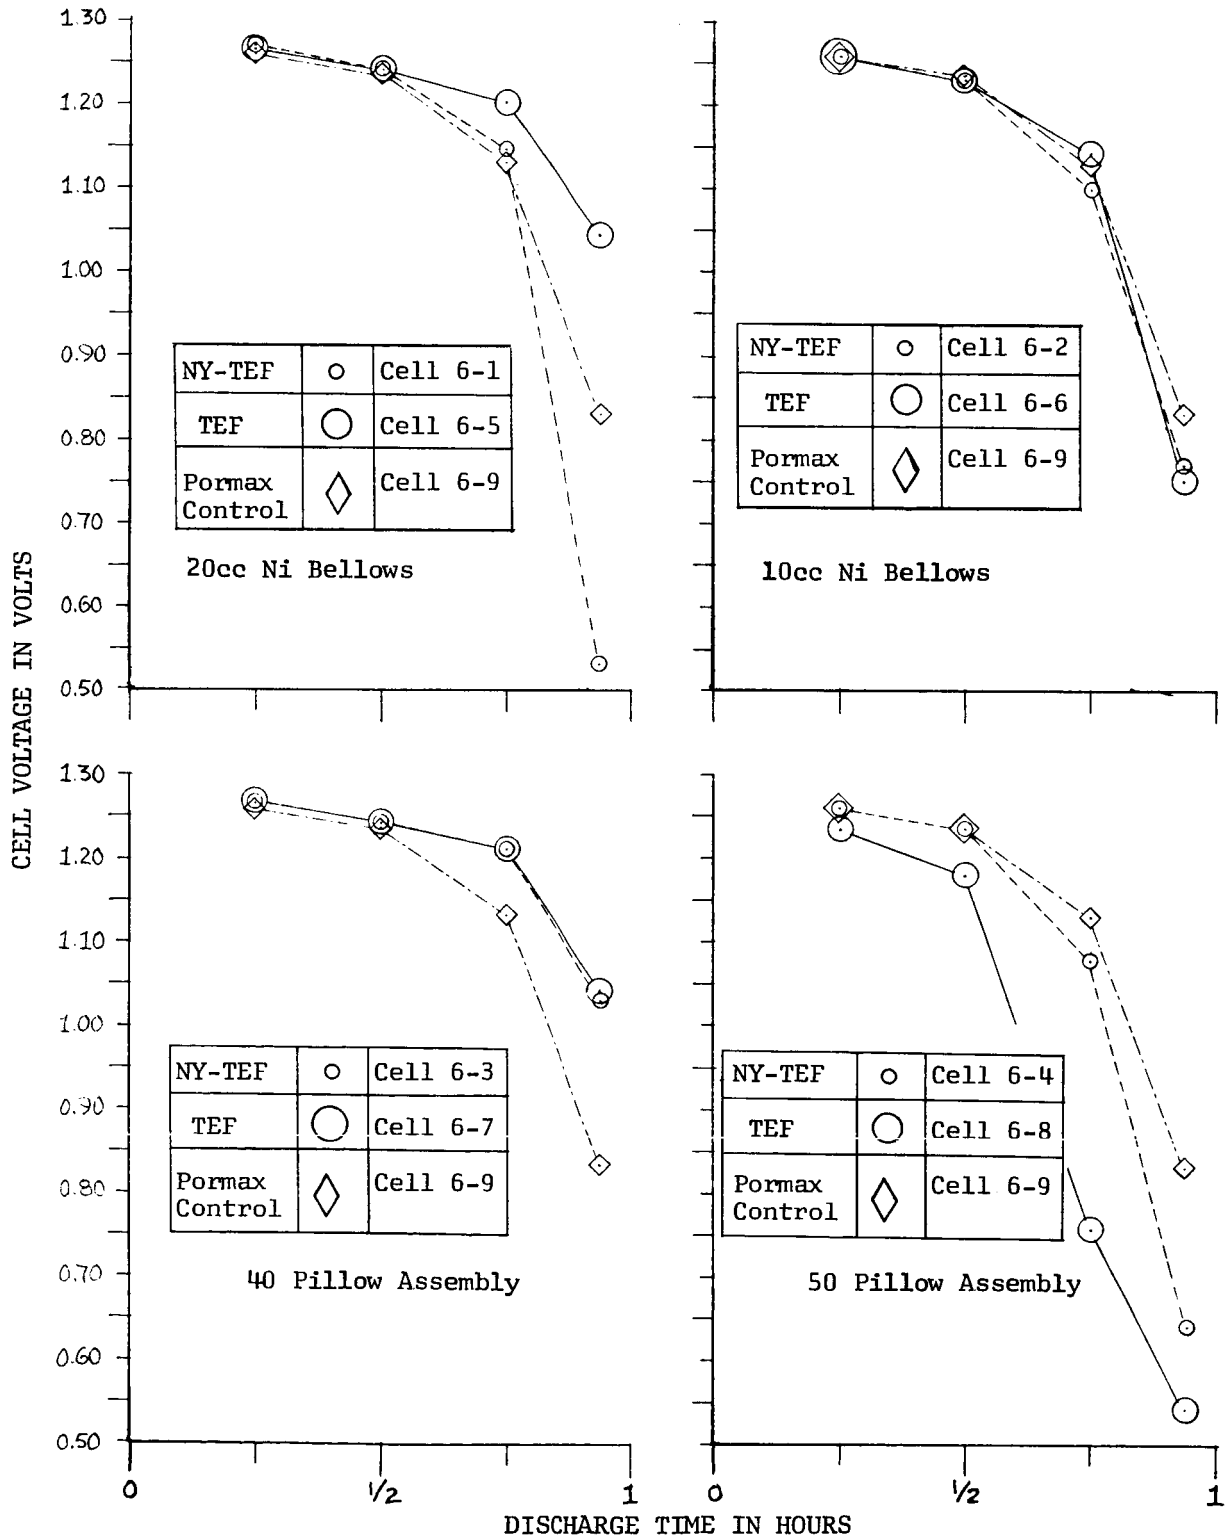 CELL VOLTAGE IN VOLTS
1.30
1.20
1.10
1.00
0.90
0.80
0.70
0.60
0.50
NY-TEF Cell 6-1
TEF Cell 6-5
Pormax Control Cell 6-9
20cc Ni Bellows
NY-TEF Cell 6-2
TEF Cell 6-6
Pormax Control Cell 6-9
10cc Ni Bellows
1.30
1.20
1.10
1.00
0.90
0.80
0.70
0.60
0.50
NY-TEF Cell 6-3
TEF Cell 6-7
Pormax Control Cell 6-9
40 Pillow Assembly
NY-TEF Cell 6-4
TEF Cell 6-8
Pormax Control Cell 6-9
50 Pillow Assembly
0 1/2 1
0 1/2 1
DISCHARGE TIME IN HOURS